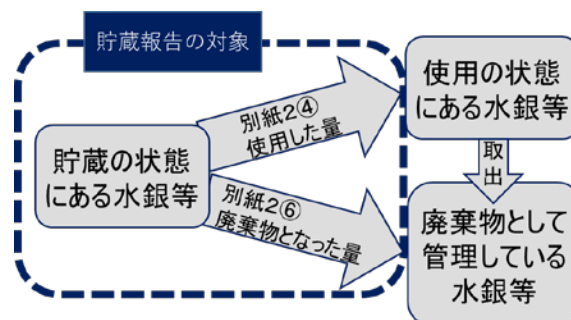 貯蔵報告の対象
貯蔵の状態
にある水銀等
別紙2④
使用した量
別紙2⑥
廃棄物となった量
使用の状態
にある水銀等
取出
廃棄物として
管理している
水銀等